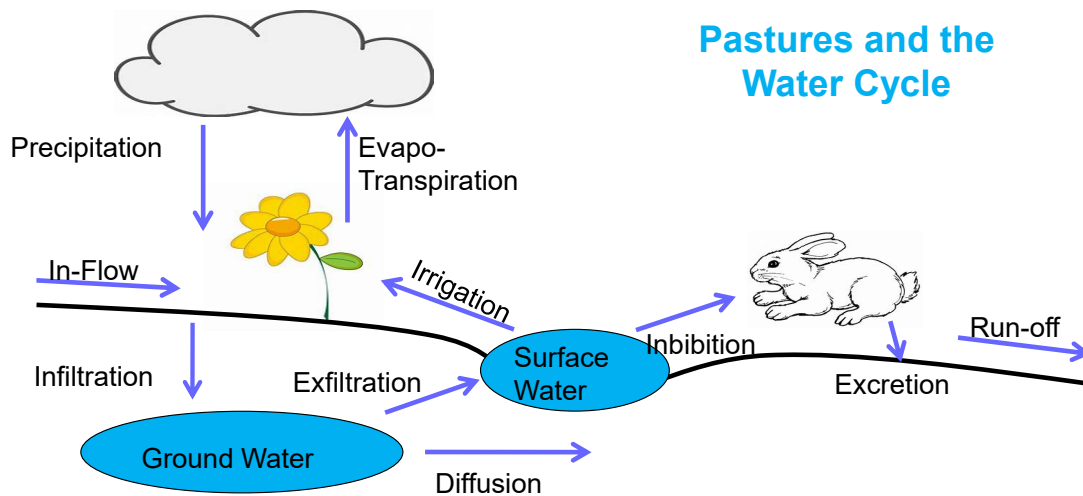 Pastures and the
Water Cycle
Precipitation
Evapo-
Transpiration
In-Flow
Irrigation
Run-off
Infiltration
Exfiltration
Surface
Water
Inbibition
Excretion
Ground Water
Diffusion